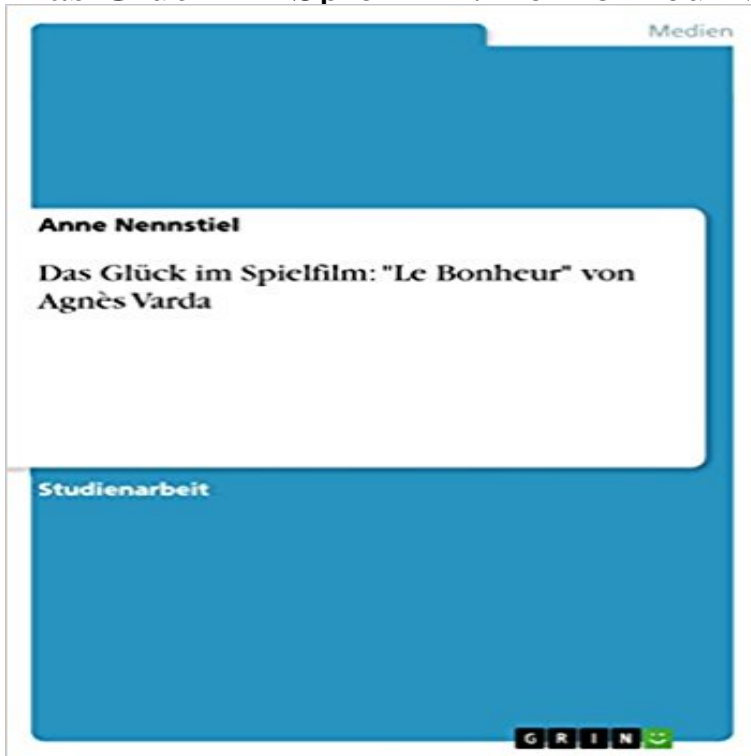 Medien
Anne Nennstiel
Das Glück im Spielfilm: "Le Bonheur" von
Agnès Varda
Studienarbeit
GRIN